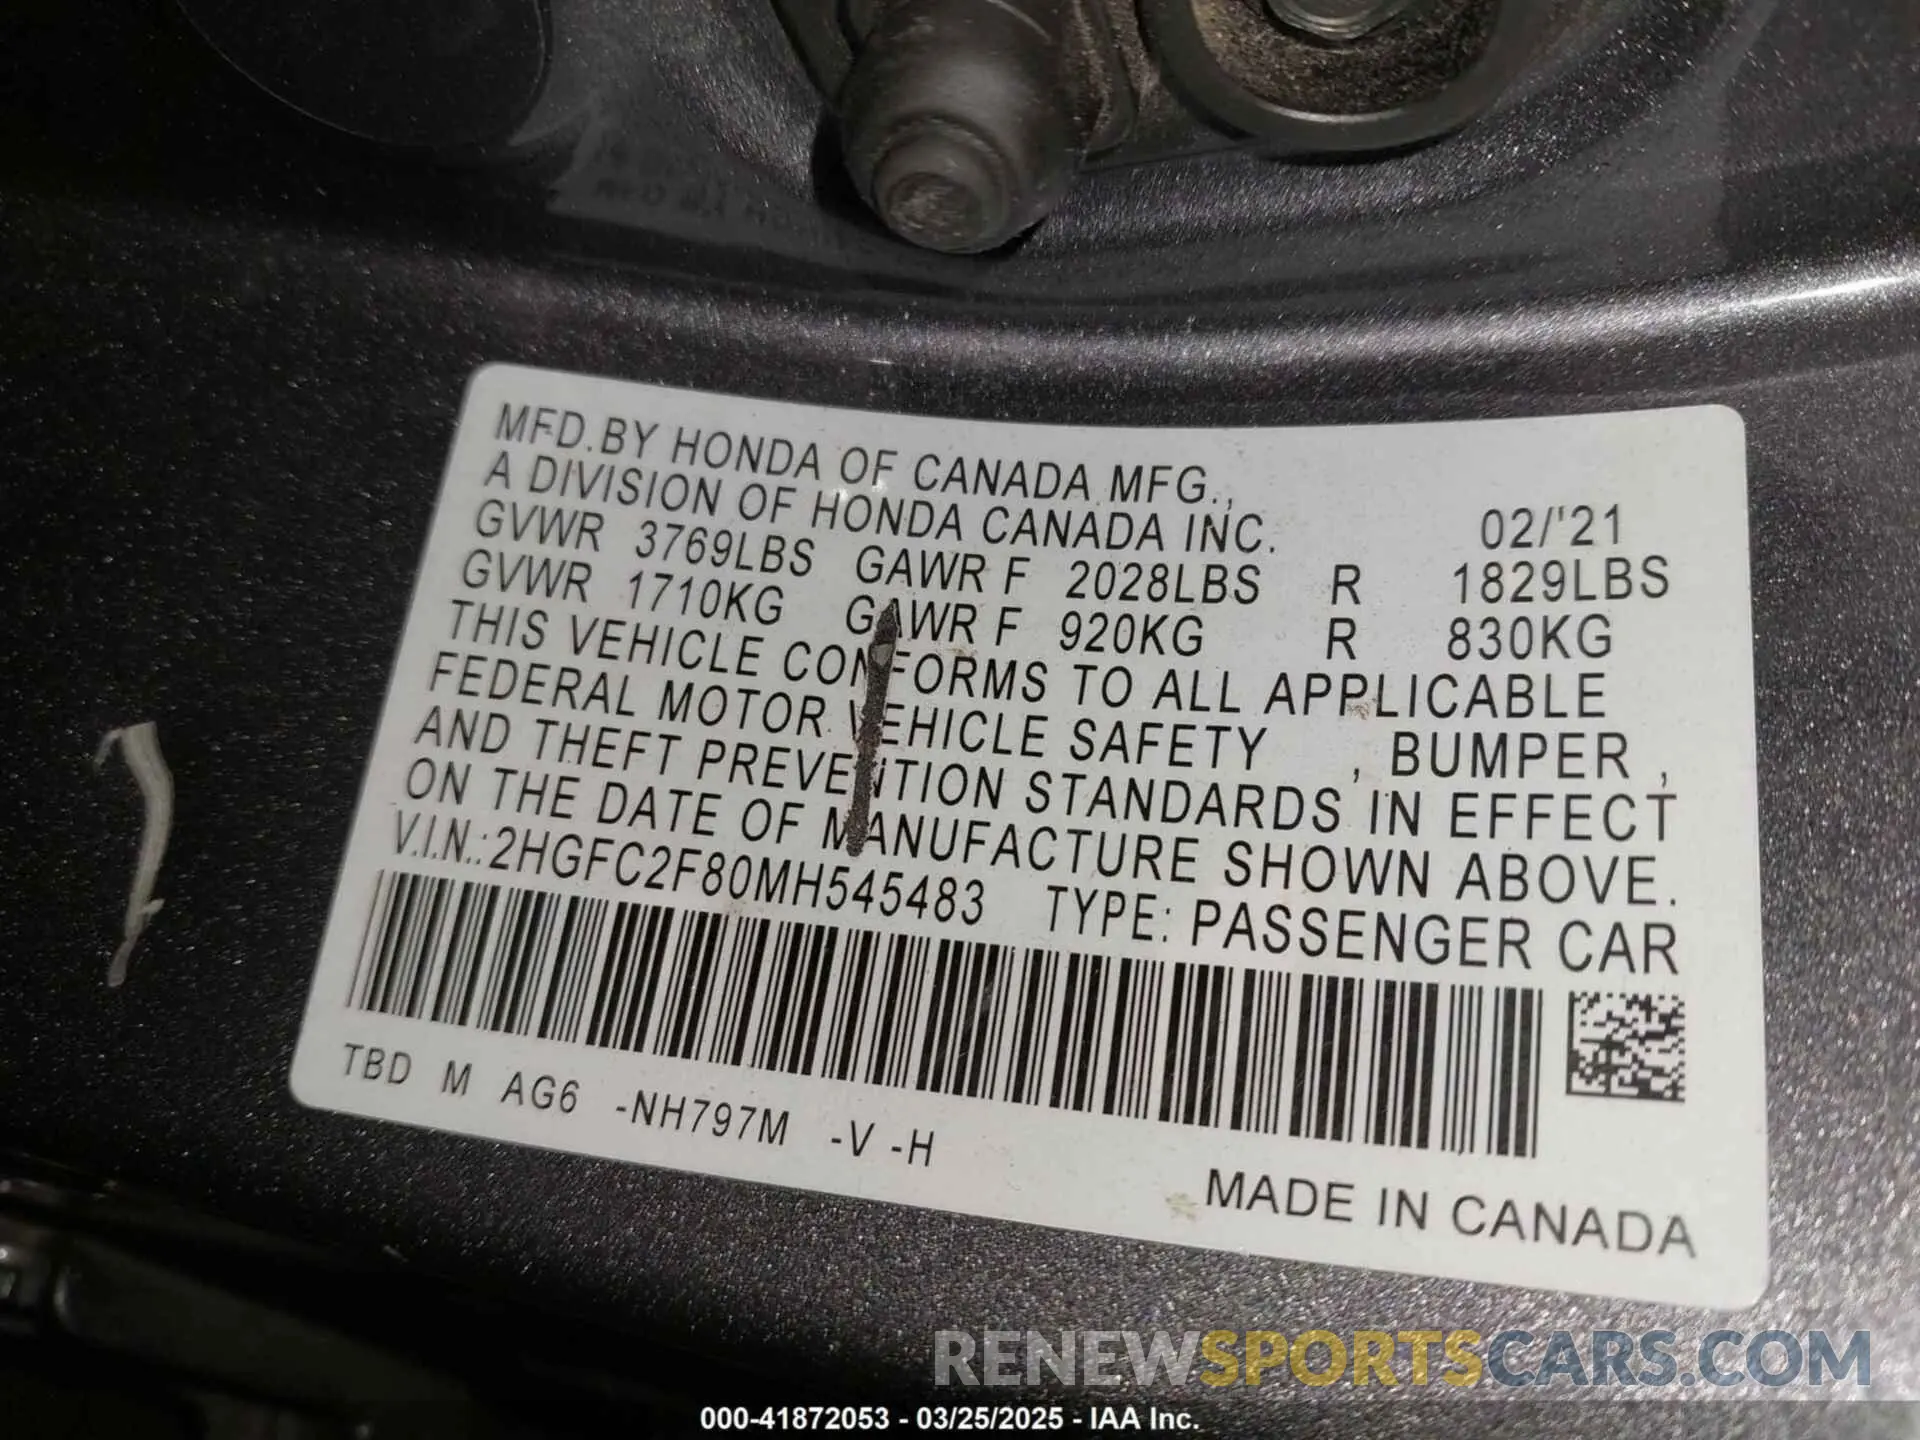 MFD.BY HONDA OF CANADA MFG.,
A DIVISION OF HONDA CANADA INC. 02/'21
GVWR 3769LBS GAWR F 2028LBS R 1829LBS
GVWR 1710KG GAWR F 920KG R 830KG
THIS VEHICLE CONFORMS TO ALL APPLICABLE
FEDERAL MOTOR VEHICLE SAFETY , BUMPER ,
AND THEFT PREVENTION STANDARDS IN EFFECT
ON THE DATE OF MANUFACTURE SHOWN ABOVE.
V.I.N.:2HGFC2F80MH545483 TYPE: PASSENGER CAR
TBD M AG6 -NH797M -V -H
MADE IN CANADA
RENEWSPORTSCARS.COM
000-41872053 - 03/25/2025 - IAA Inc.